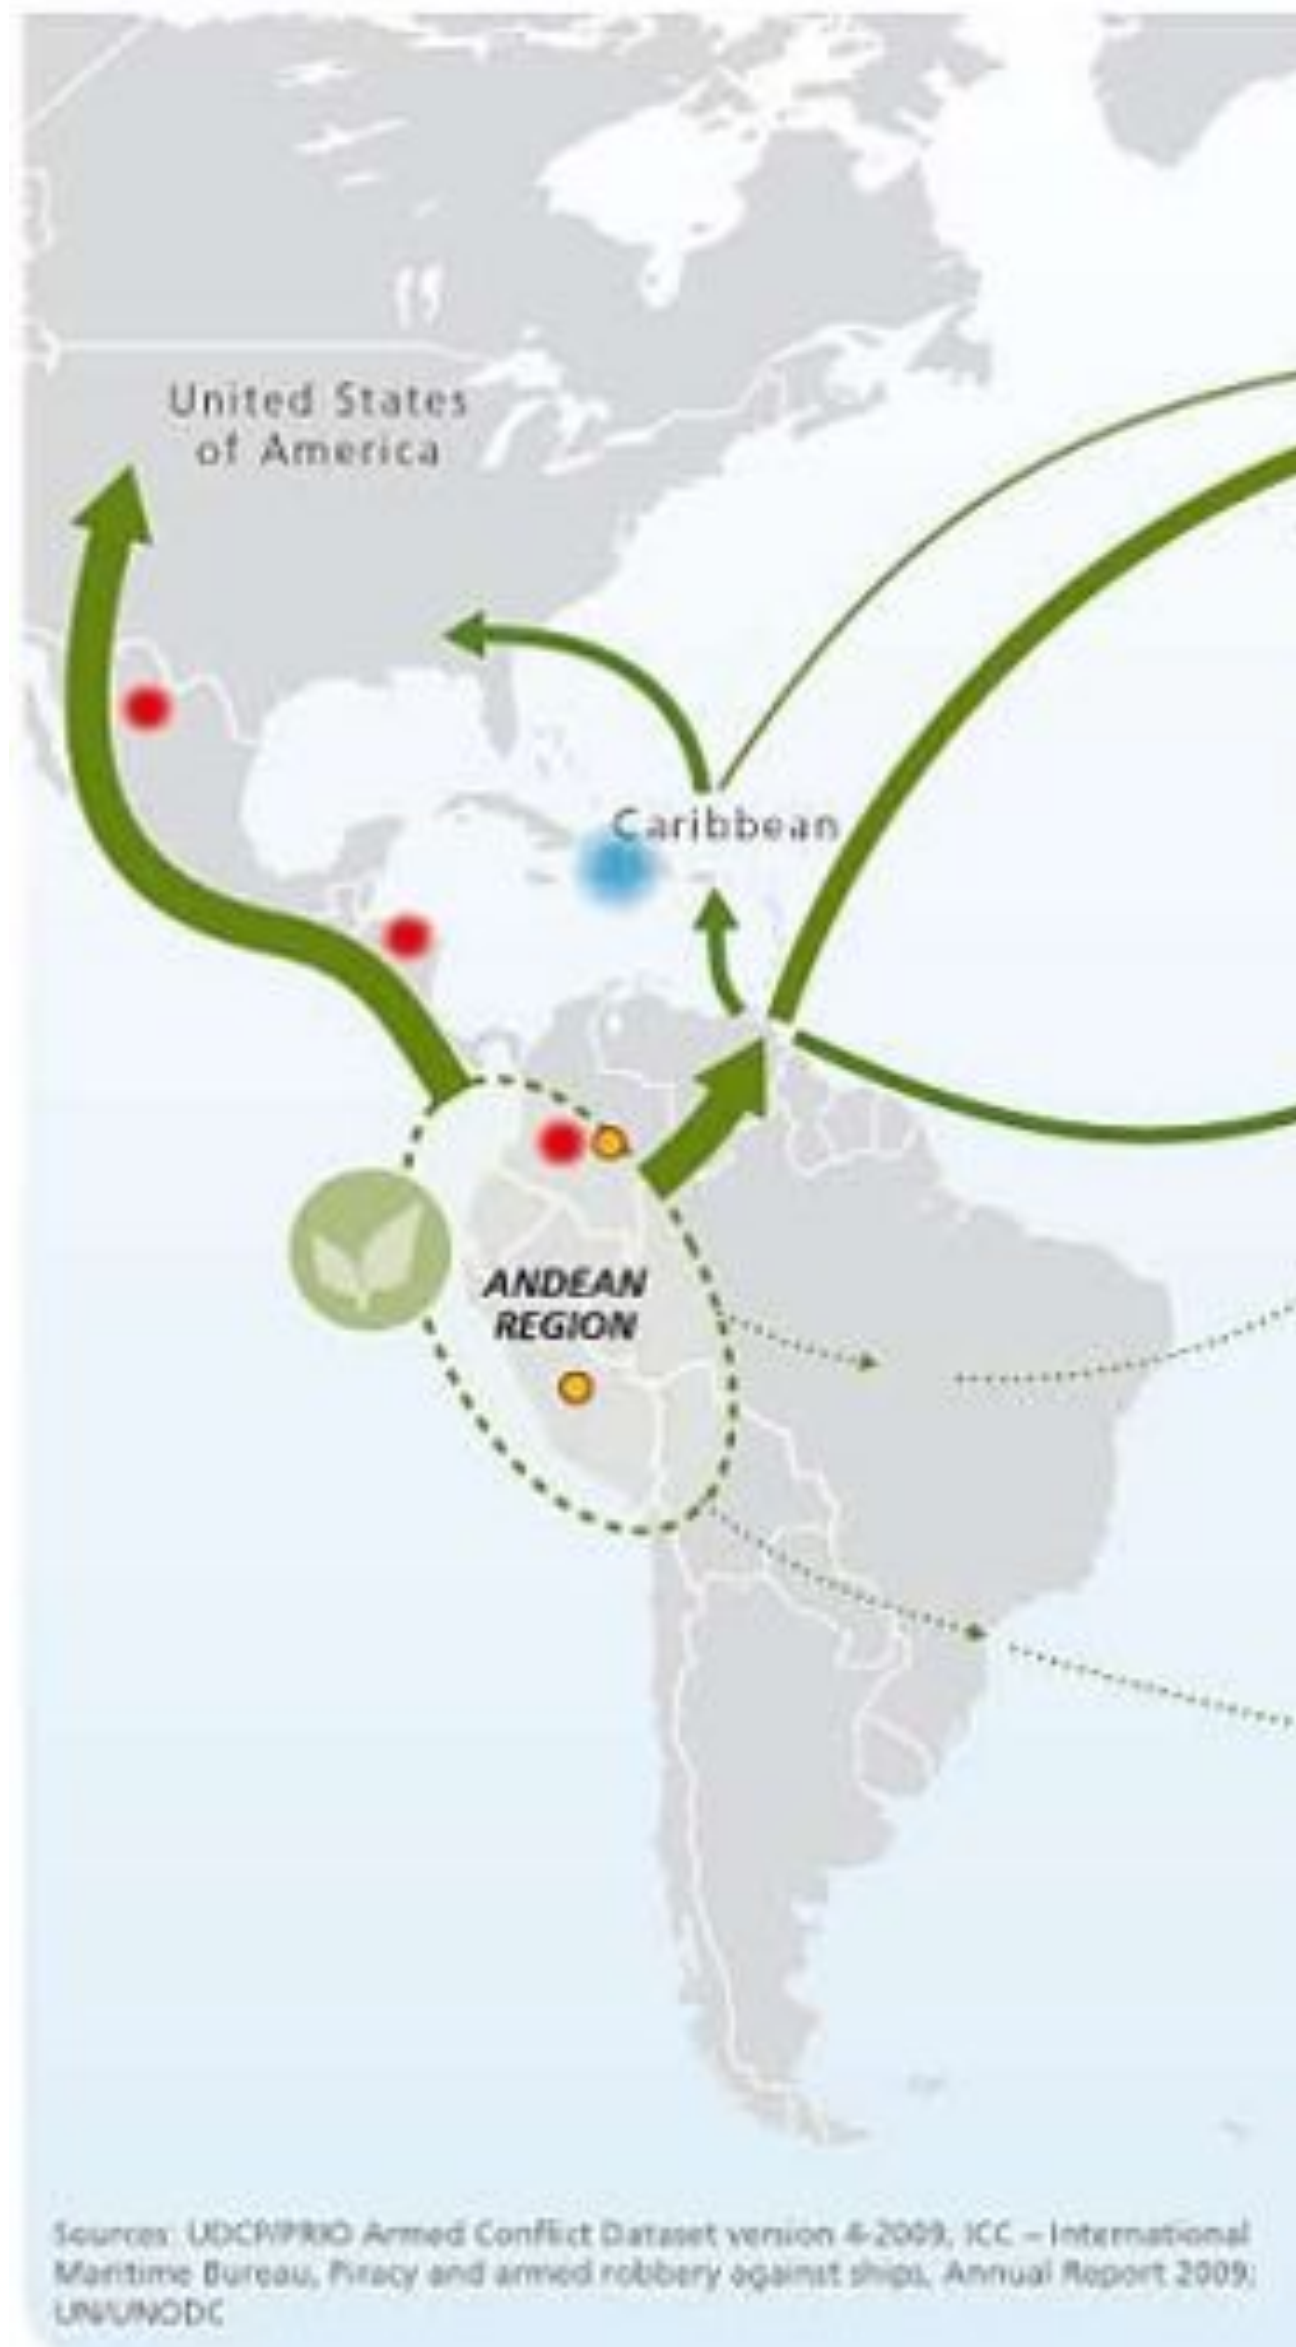 United States
of America
Caribbean
ANDEAN
REGION
Sources: UDCP/PRIO Armed Conflict Dataset version 4-2009, ICC – International
Maritime Bureau, Piracy and armed robbery against ships, Annual Report 2009;
UN/UNODC